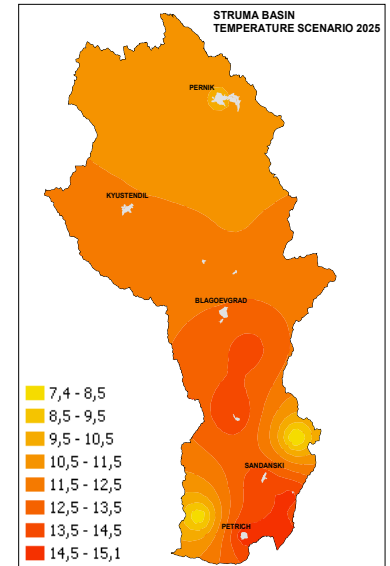 STRUMA BASIN
TEMPERATURE SCENARIO 2025
PERNIK
KYUSTENDIL
BLAGOEVGRAD
SANDANSKI
PETRICH
7,4 - 8,5
8,5 - 9,5
9,5 - 10,5
10,5 - 11,5
11,5 - 12,5
12,5 - 13,5
13,5 - 14,5
14,5 - 15,1